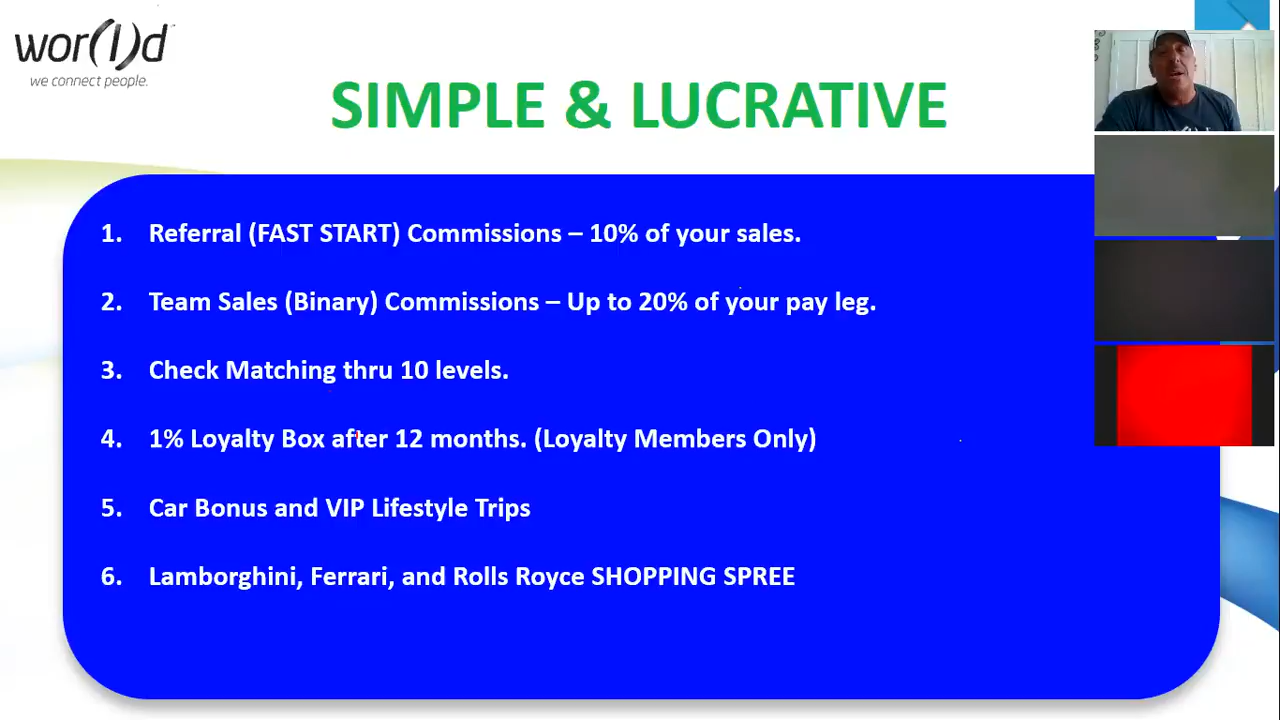 wor(l)d
we connect people.
SIMPLE & LUCRATIVE
1. Referral (FAST START) Commissions – 10% of your sales.
2. Team Sales (Binary) Commissions – Up to 20% of your pay leg.
3. Check Matching thru 10 levels.
4. 1% Loyalty Box after 12 months. (Loyalty Members Only)
5. Car Bonus and VIP Lifestyle Trips
6. Lamborghini, Ferrari, and Rolls Royce SHOPPING SPREE